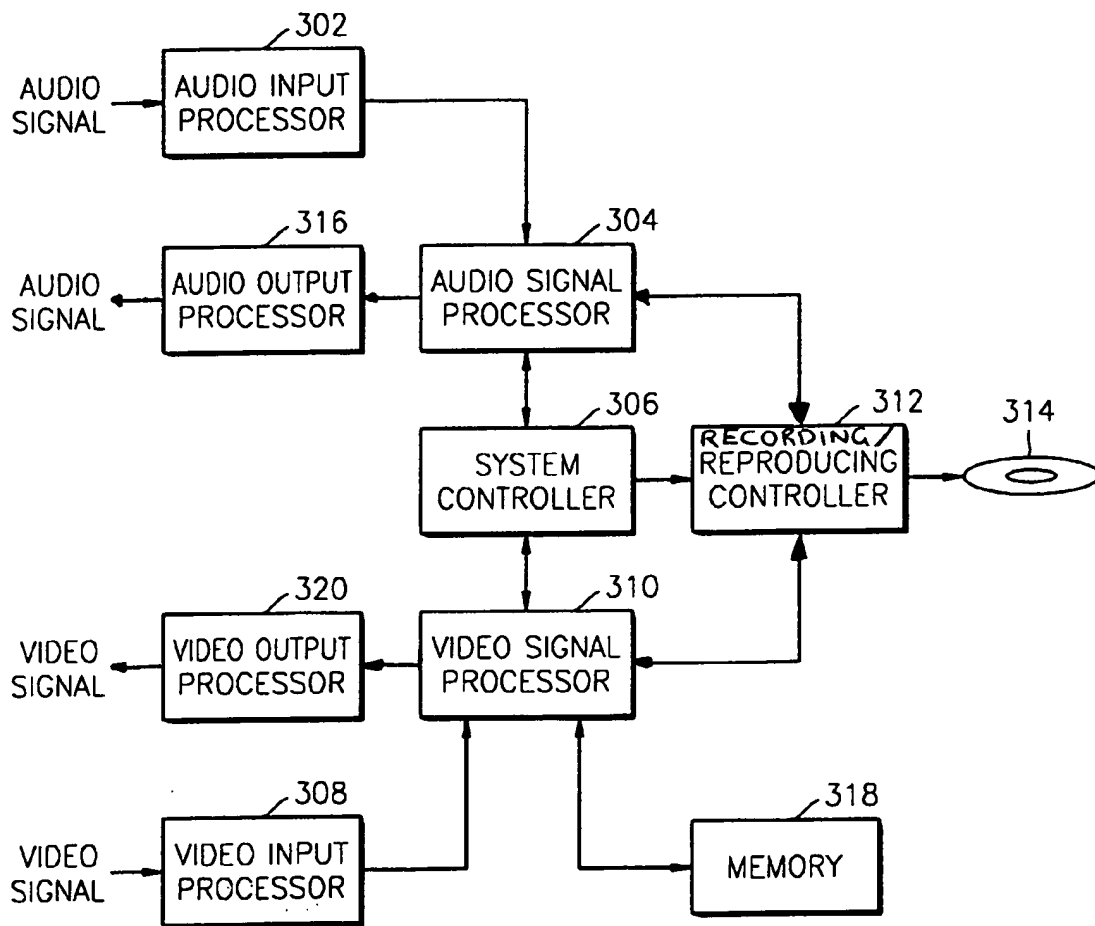 302
AUDIO SIGNAL
AUDIO INPUT PROCESSOR
316
AUDIO SIGNAL
AUDIO OUTPUT PROCESSOR
304
AUDIO SIGNAL PROCESSOR
306
SYSTEM CONTROLLER
312
RECORDING/
REPRODUCING
CONTROLLER
314
320
VIDEO SIGNAL
VIDEO OUTPUT PROCESSOR
310
VIDEO SIGNAL PROCESSOR
308
VIDEO SIGNAL
VIDEO INPUT PROCESSOR
318
MEMORY